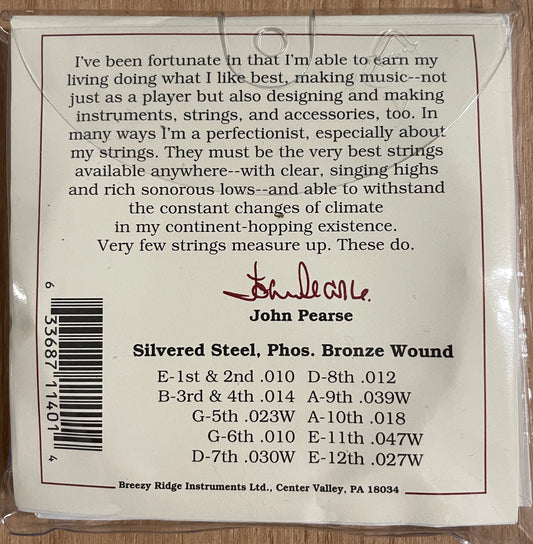 I've been fortunate in that I'm able to earn my
living doing what I like best, making music--not
just as a player but also designing and making
instruments, strings, and accessories, too. In
many ways I'm a perfectionist, especially about
my strings. They must be the very best strings
available anywhere--with clear, singing highs
and rich sonorous lows--and able to withstand
the constant changes of climate
in my continent-hopping existence.
Very few strings measure up. These do.
John Pearse.
John Pearse
Silvered Steel, Phos. Bronze Wound
E-1st & 2nd .010 D-8th .012
B-3rd & 4th .014 A-9th .039W
G-5th .023W A-10th .018
G-6th .010 E-11th .047W
D-7th .030W E-12th .027W
Breezy Ridge Instruments Ltd., Center Valley, PA 18034
6 33687 11401 4